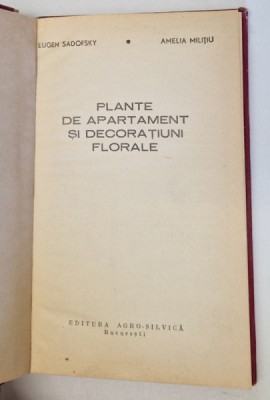 EUGEN SADOFSKY • AMELIA MILIȚIU
PLANTE
DE APARTAMENT
ȘI DECORAȚIUNI
FLORALE
EDITURA AGRO-SILVICĂ
București